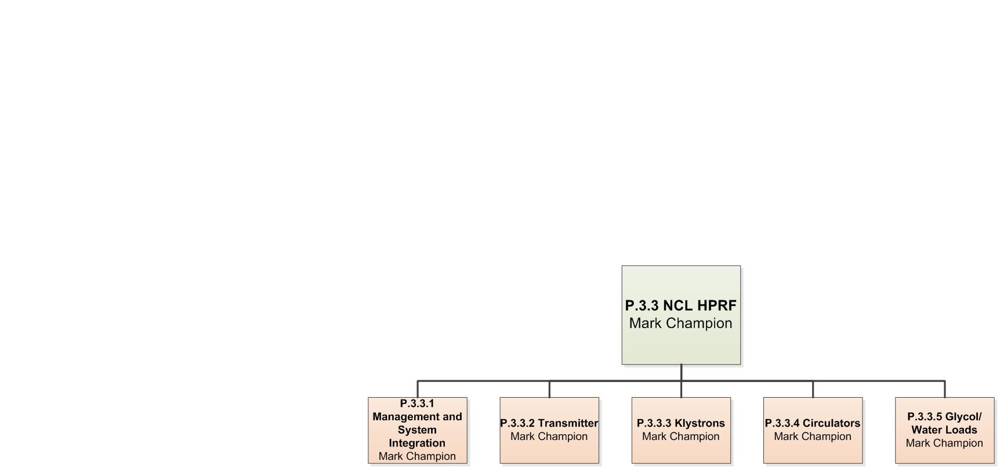 P.3.3 NCL HPRF
Mark Champion
P.3.3.1
Management and
System
Integration
Mark Champion
P.3.3.2 Transmitter
Mark Champion
P.3.3.3 Klystrons
Mark Champion
P.3.3.4 Circulators
Mark Champion
P.3.3.5 Glycol/
Water Loads
Mark Champion